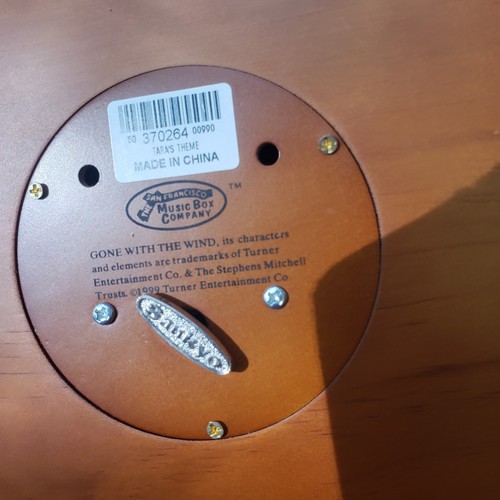 50 370264 00990
TARA'S THEME
MADE IN CHINA
THE SAN FRANCISCO
MUSIC BOX
COMPANY
TM
GONE WITH THE WIND, its characters
and elements are trademarks of Turner
Entertainment Co. & The Stephens Mitchell
Trusts. ©1999 Turner Entertainment Co
Sankyo